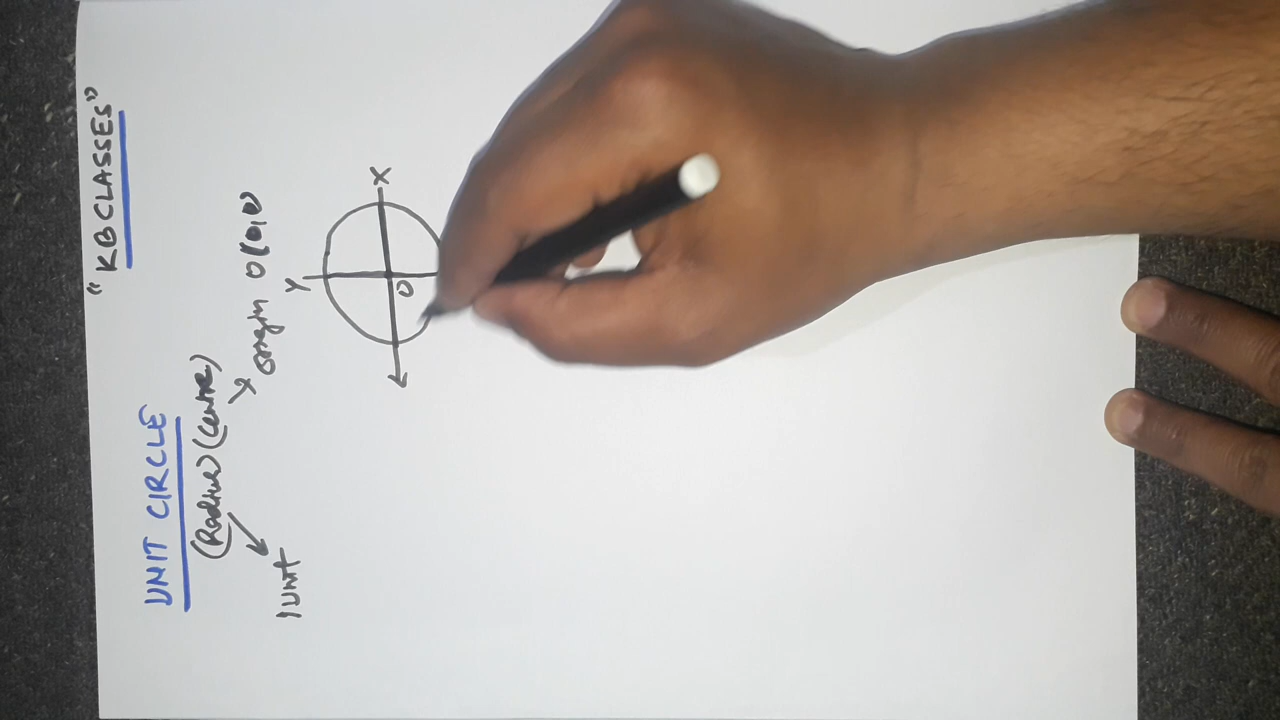 "KB CLASSES"
UNIT CIRCLE
(Radius) (Centre)
1 Unit
Origin O(0,0)
Y
X
O